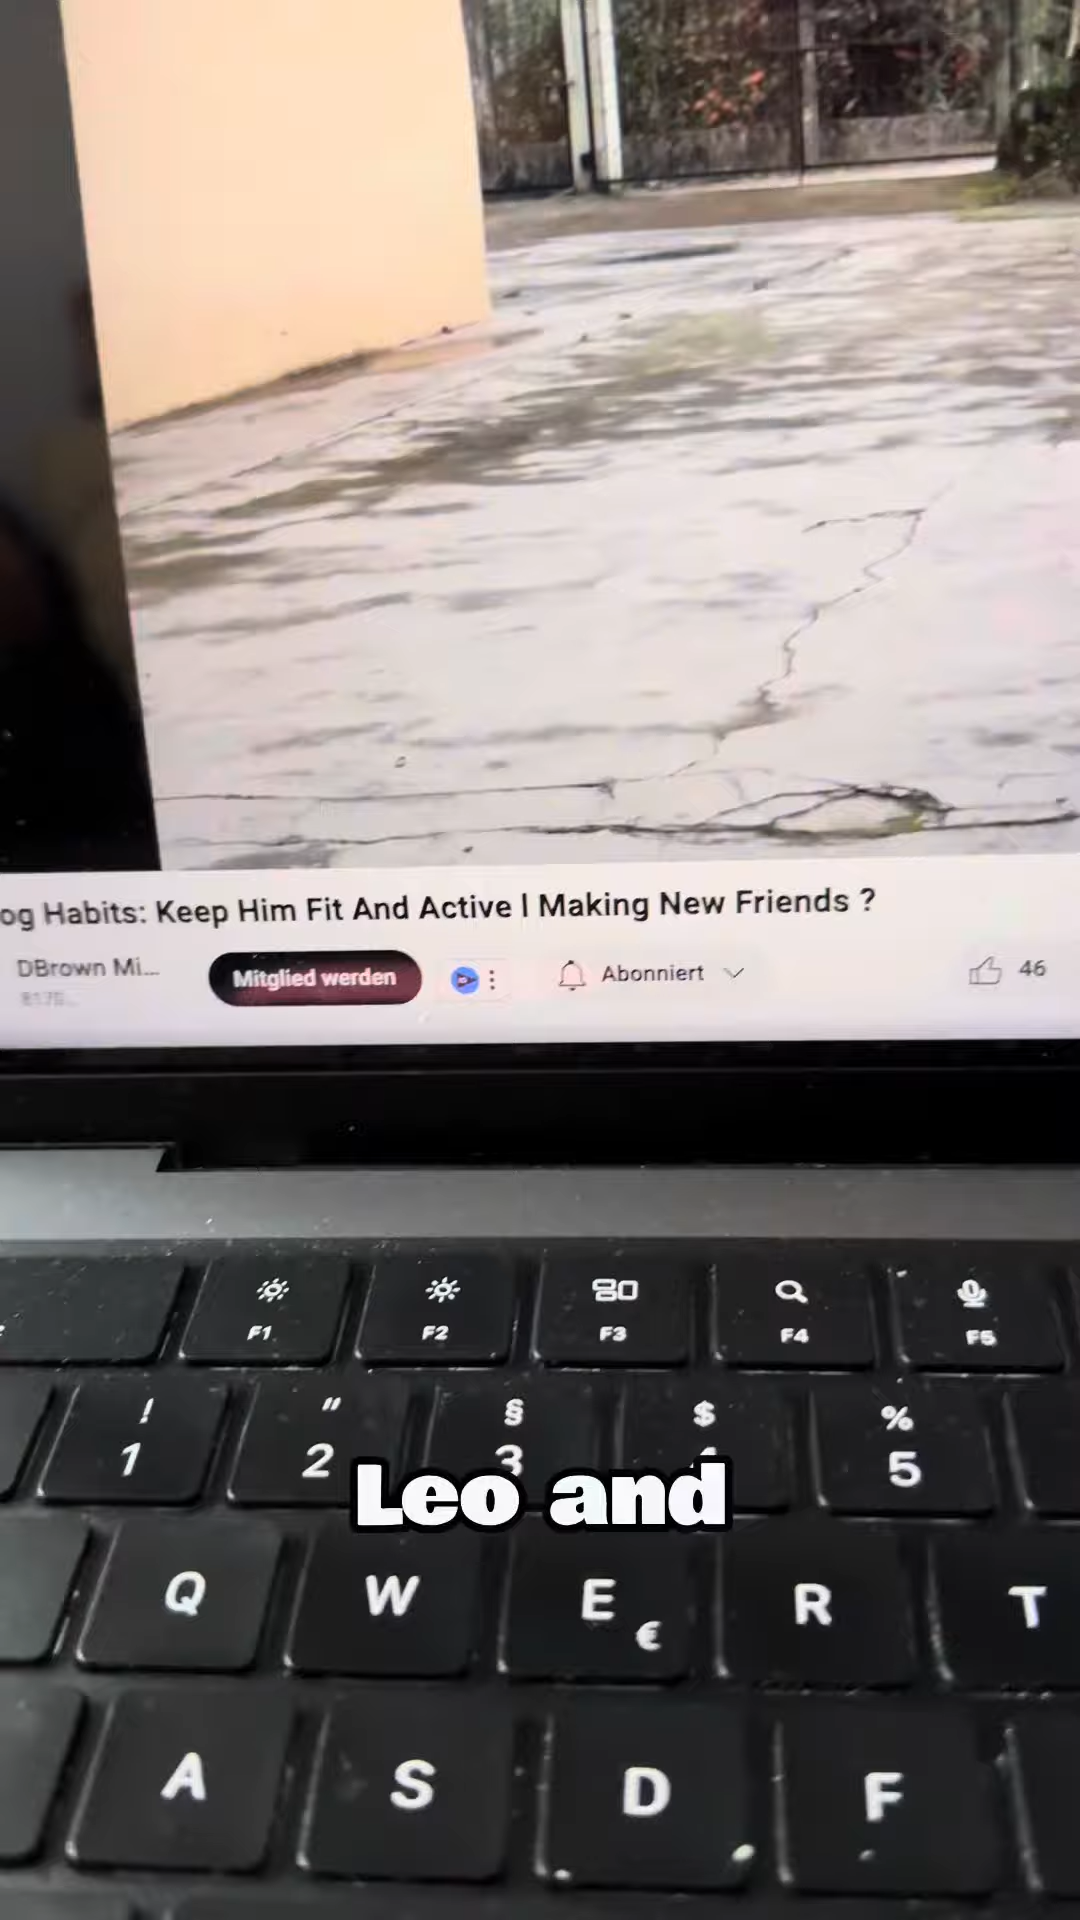 og Habits: Keep Him Fit And Active I Making New Friends ?
DBrown Mi...
Mitglied werden
Abonniert
46
F1
F2
F3
F4
F5
! " § $ %
1 2 3 5
Leo and
Q W E R T
€
A S D F